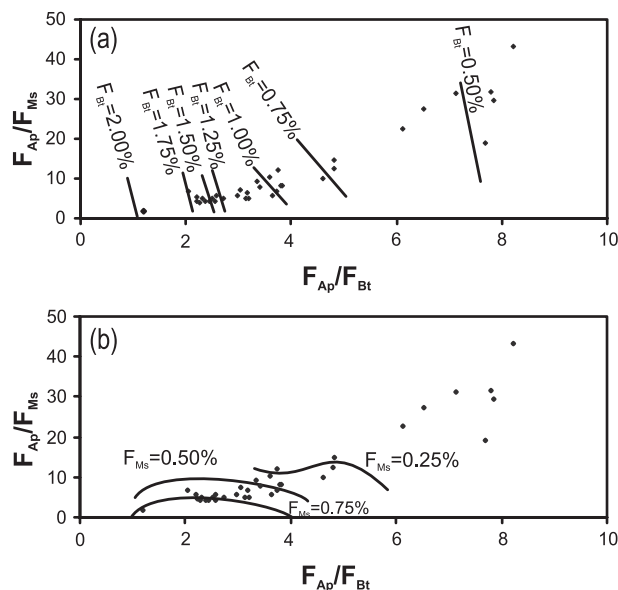 (a)
50
40
30
20
10
0
F_Ap/F_Ms
F_Bt=2.00%
F_Bt=1.75%
F_Bt=1.50%
F_Bt=1.25%
F_Bt=1.00%
F_Bt=0.75%
F_Bt=0.50%
0 2 4 6 8 10
F_Ap/F_Bt
(b)
50
40
30
20
10
0
F_Ap/F_Ms
F_Ms=0.50%
F_Ms=0.25%
F_Ms=0.75%
0 2 4 6 8 10
F_Ap/F_Bt